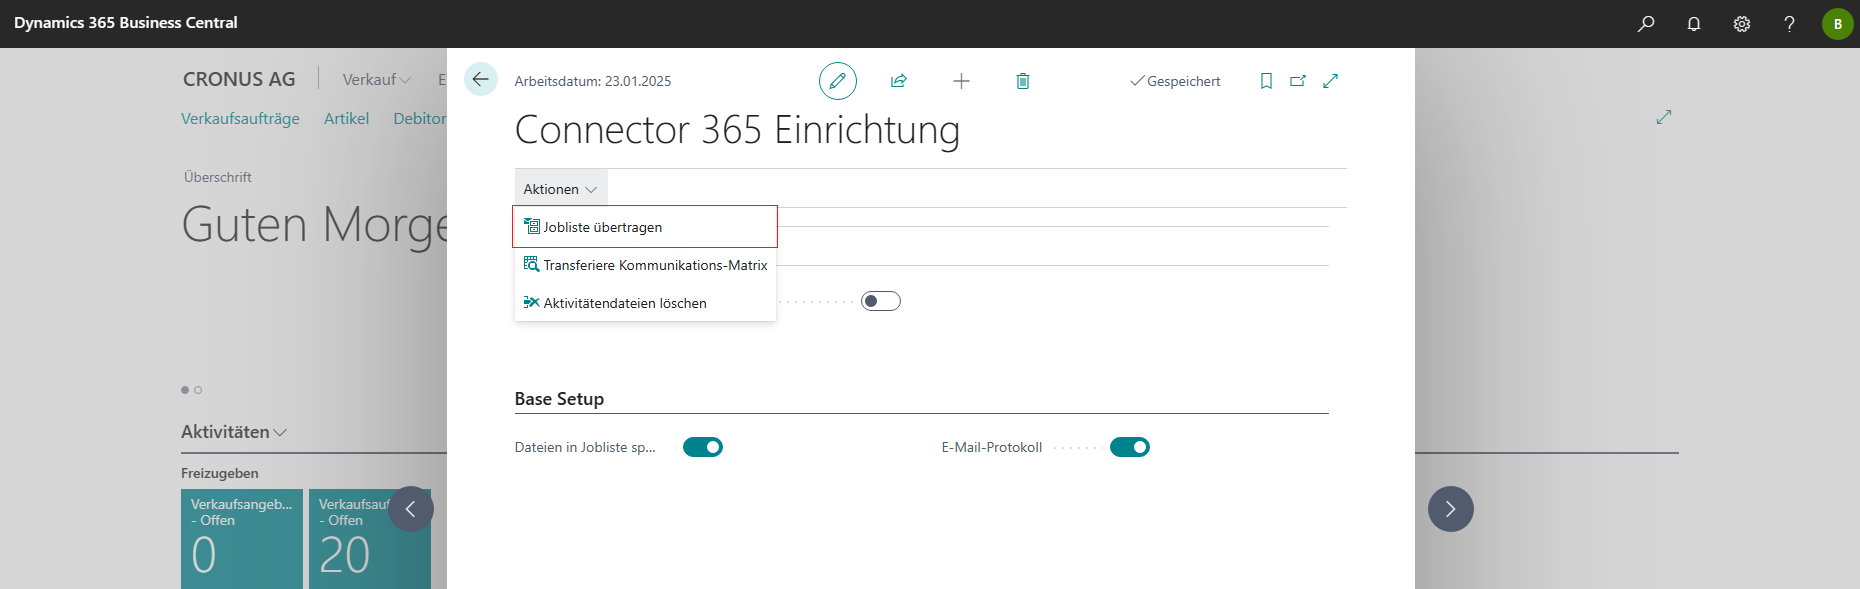 Dynamics 365 Business Central
B
CRONUS AG
Verkauf
E
Verkaufsaufträge
Artikel
Debitor
Überschrift
Guten Morge
Aktivitäten
Freizugeben
Verkaufsangeb...
- Offen
0
Verkaufsauf
- Offen
20
Arbeitsdatum: 23.01.2025
Gespeichert
Connector 365 Einrichtung
Aktionen
Jobliste übertragen
Transferiere Kommunikations-Matrix
Aktivitätendateien löschen
Base Setup
Dateien in Jobliste sp...
E-Mail-Protokoll